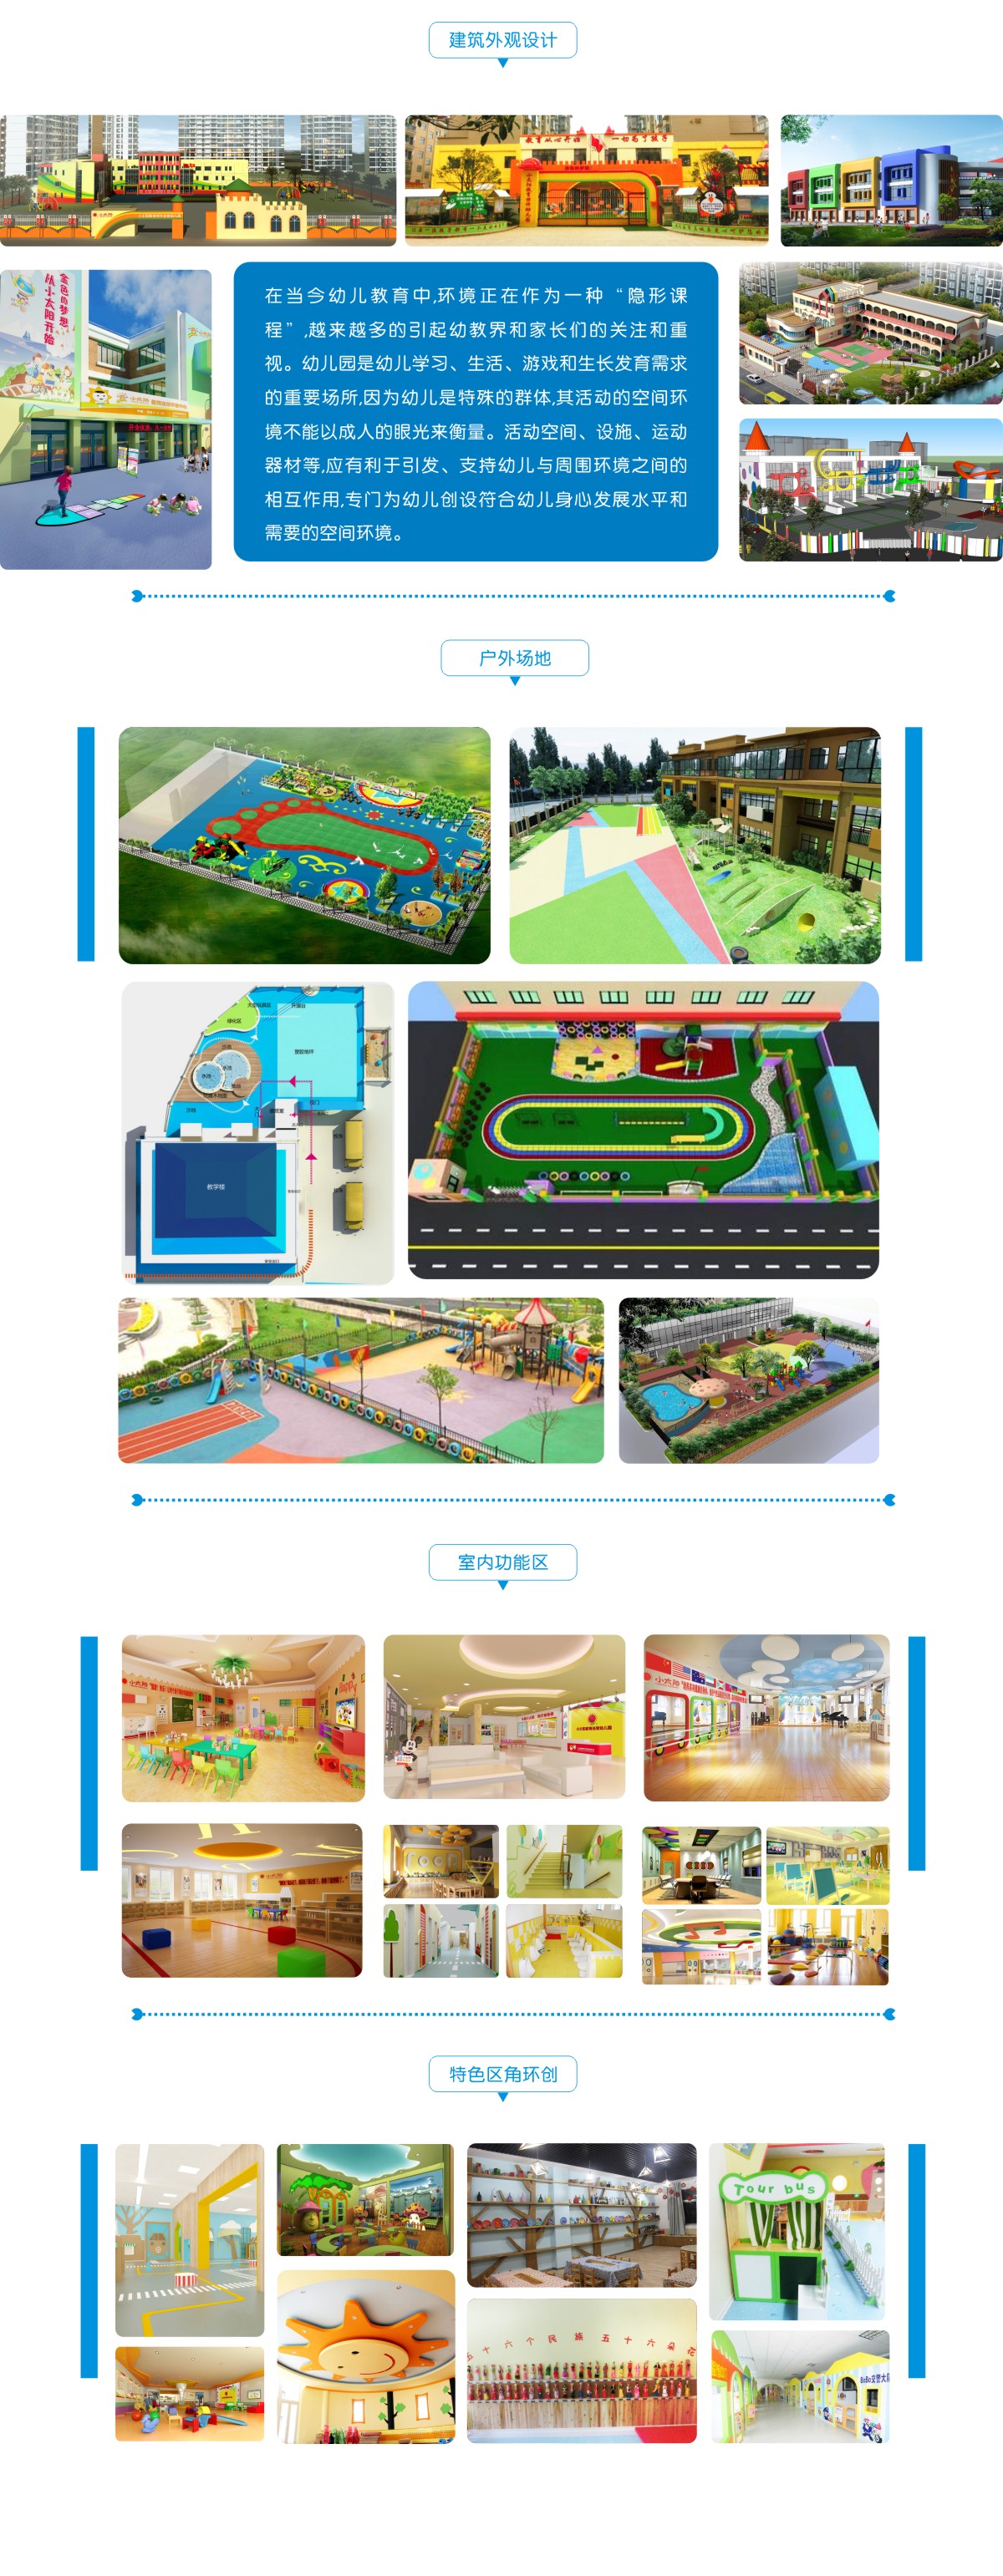 建筑外观设计
金色的梦想
从小太阳开始
在当今幼儿教育中,环境正在作为一种“隐形课
程”,越来越多的引起幼教界和家长们的关注和重
视。幼儿园是幼儿学习、生活、游戏和生长发育需求
的重要场所,因为幼儿是特殊的群体,其活动的空间环
境不能以成人的眼光来衡量。活动空间、设施、运动
器材等,应有利于引发、支持幼儿与周围环境之间的
相互作用,专门为幼儿创设符合幼儿身心发展水平和
需要的空间环境。
户外场地
绿化区
教学楼
室内功能区
小太阳
特色区角环创
Tour bus
五十六个民族 五十六朵花